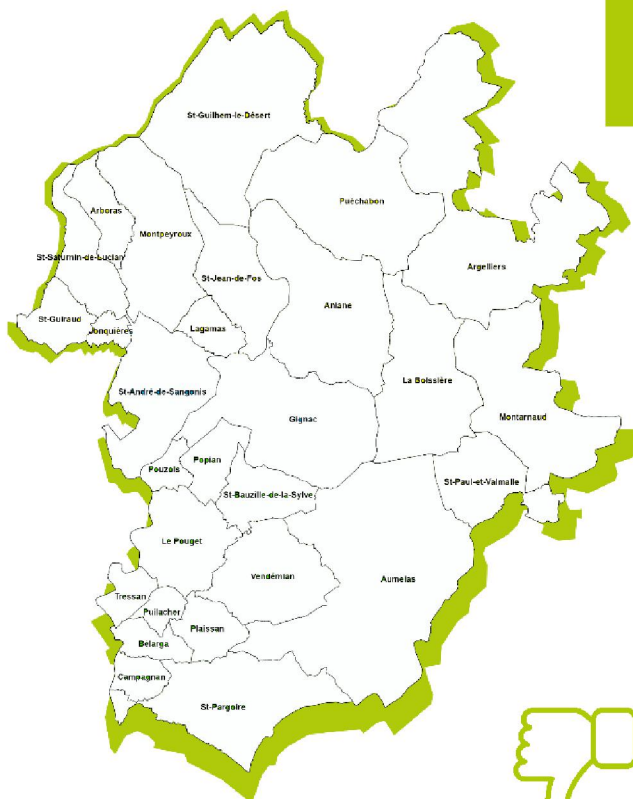 St-Guilhem-le-Désert
Puéchabon
Arboras
Montpeyroux
St-Saturnin-de-Lucian
St-Jean-de-Fos
Argelliers
Aniane
St-Guiraud
Jonquières
Lagamas
La Boissière
St-André-de-Sangonis
Gignac
Montarnaud
Popian
Pouzols
St-Bauzille-de-la-Sylve
St-Paul-et-Valmalle
Le Pouget
Vendémian
Aumelas
Tressan
Puilacher
Plaissan
Bélarga
Campagnan
St-Pargoire